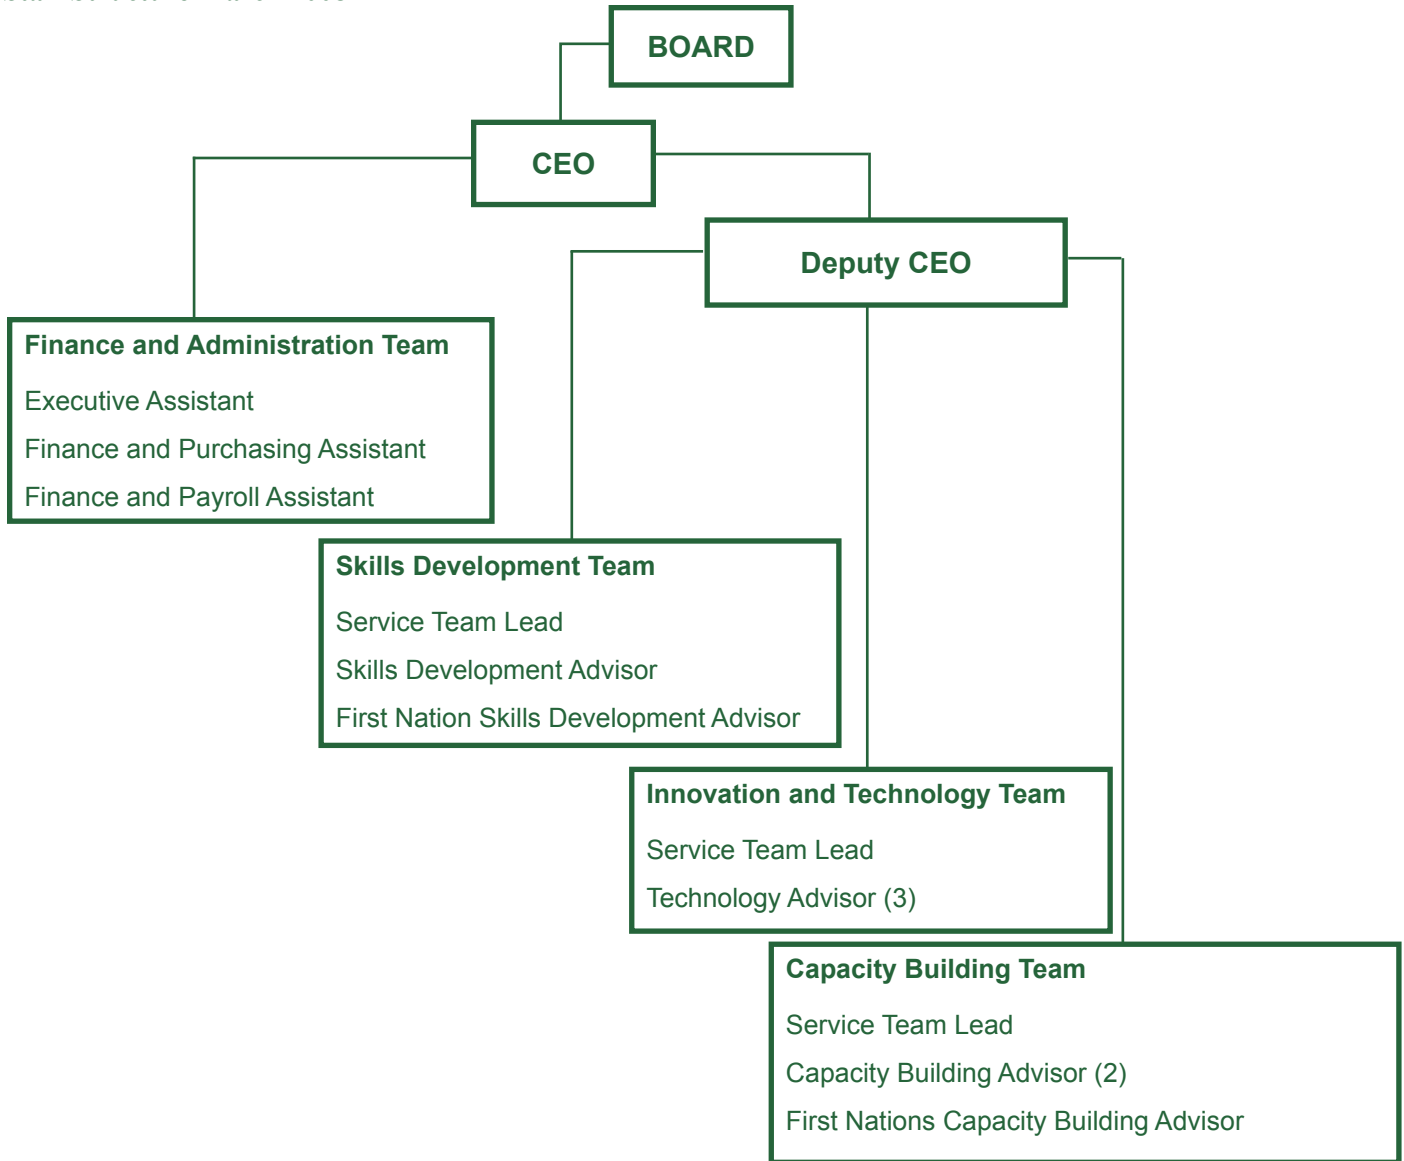 BOARD
CEO
Deputy CEO
Finance and Administration Team
Executive Assistant
Finance and Purchasing Assistant
Finance and Payroll Assistant
Skills Development Team
Service Team Lead
Skills Development Advisor
First Nation Skills Development Advisor
Innovation and Technology Team
Service Team Lead
Technology Advisor (3)
Capacity Building Team
Service Team Lead
Capacity Building Advisor (2)
First Nations Capacity Building Advisor